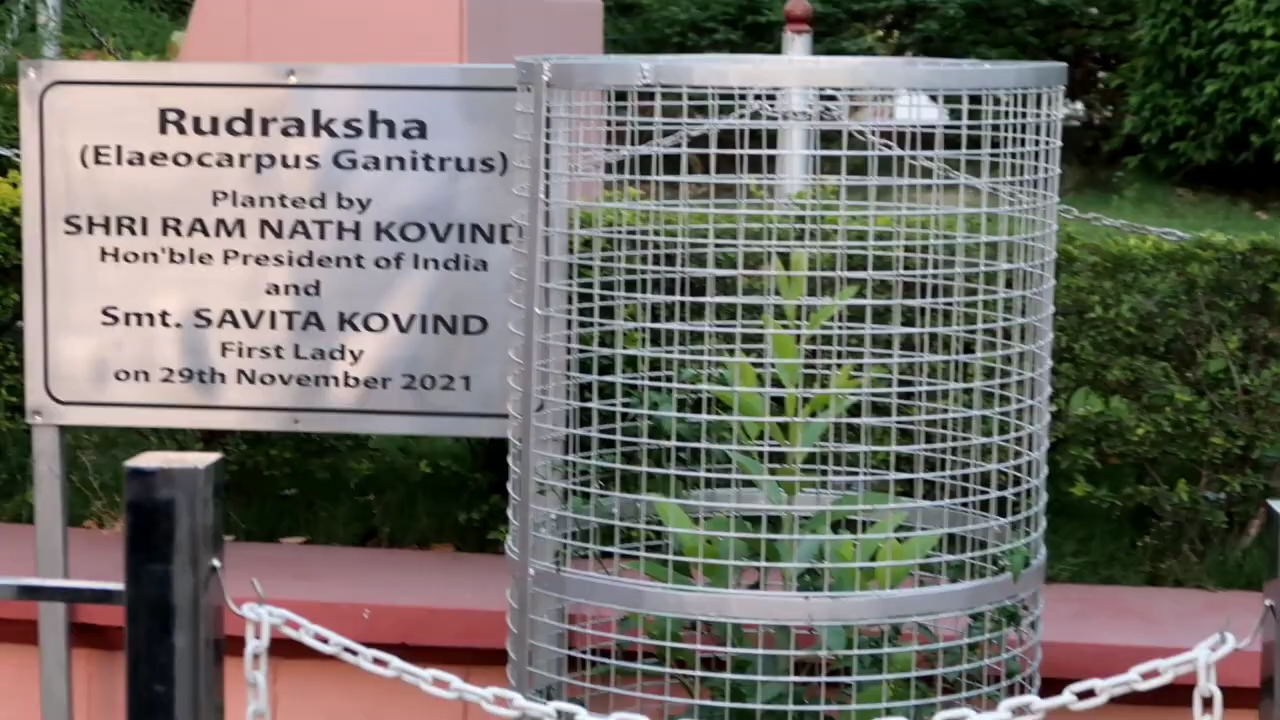 Rudraksha
(Elaeocarpus Ganitrus)
Planted by
SHRI RAM NATH KOVIND
Hon'ble President of India
and
Smt. SAVITA KOVIND
First Lady
on 29th November 2021